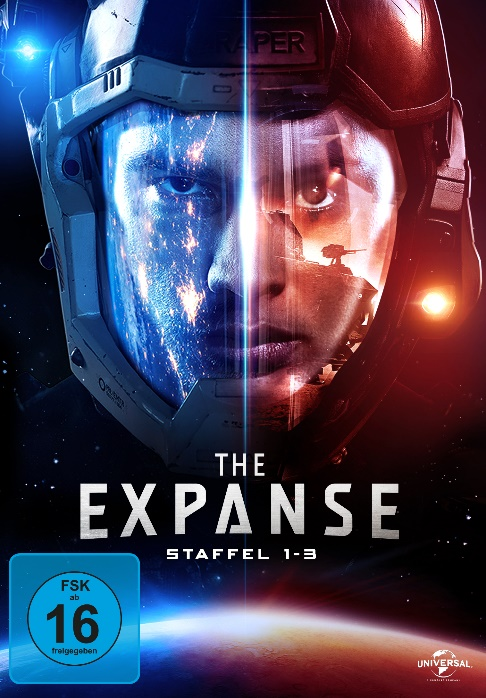 RAPER
THE
EXPANSE
STAFFEL 1-3
FSK
ab
16
freigegeben
UNIVERSAL